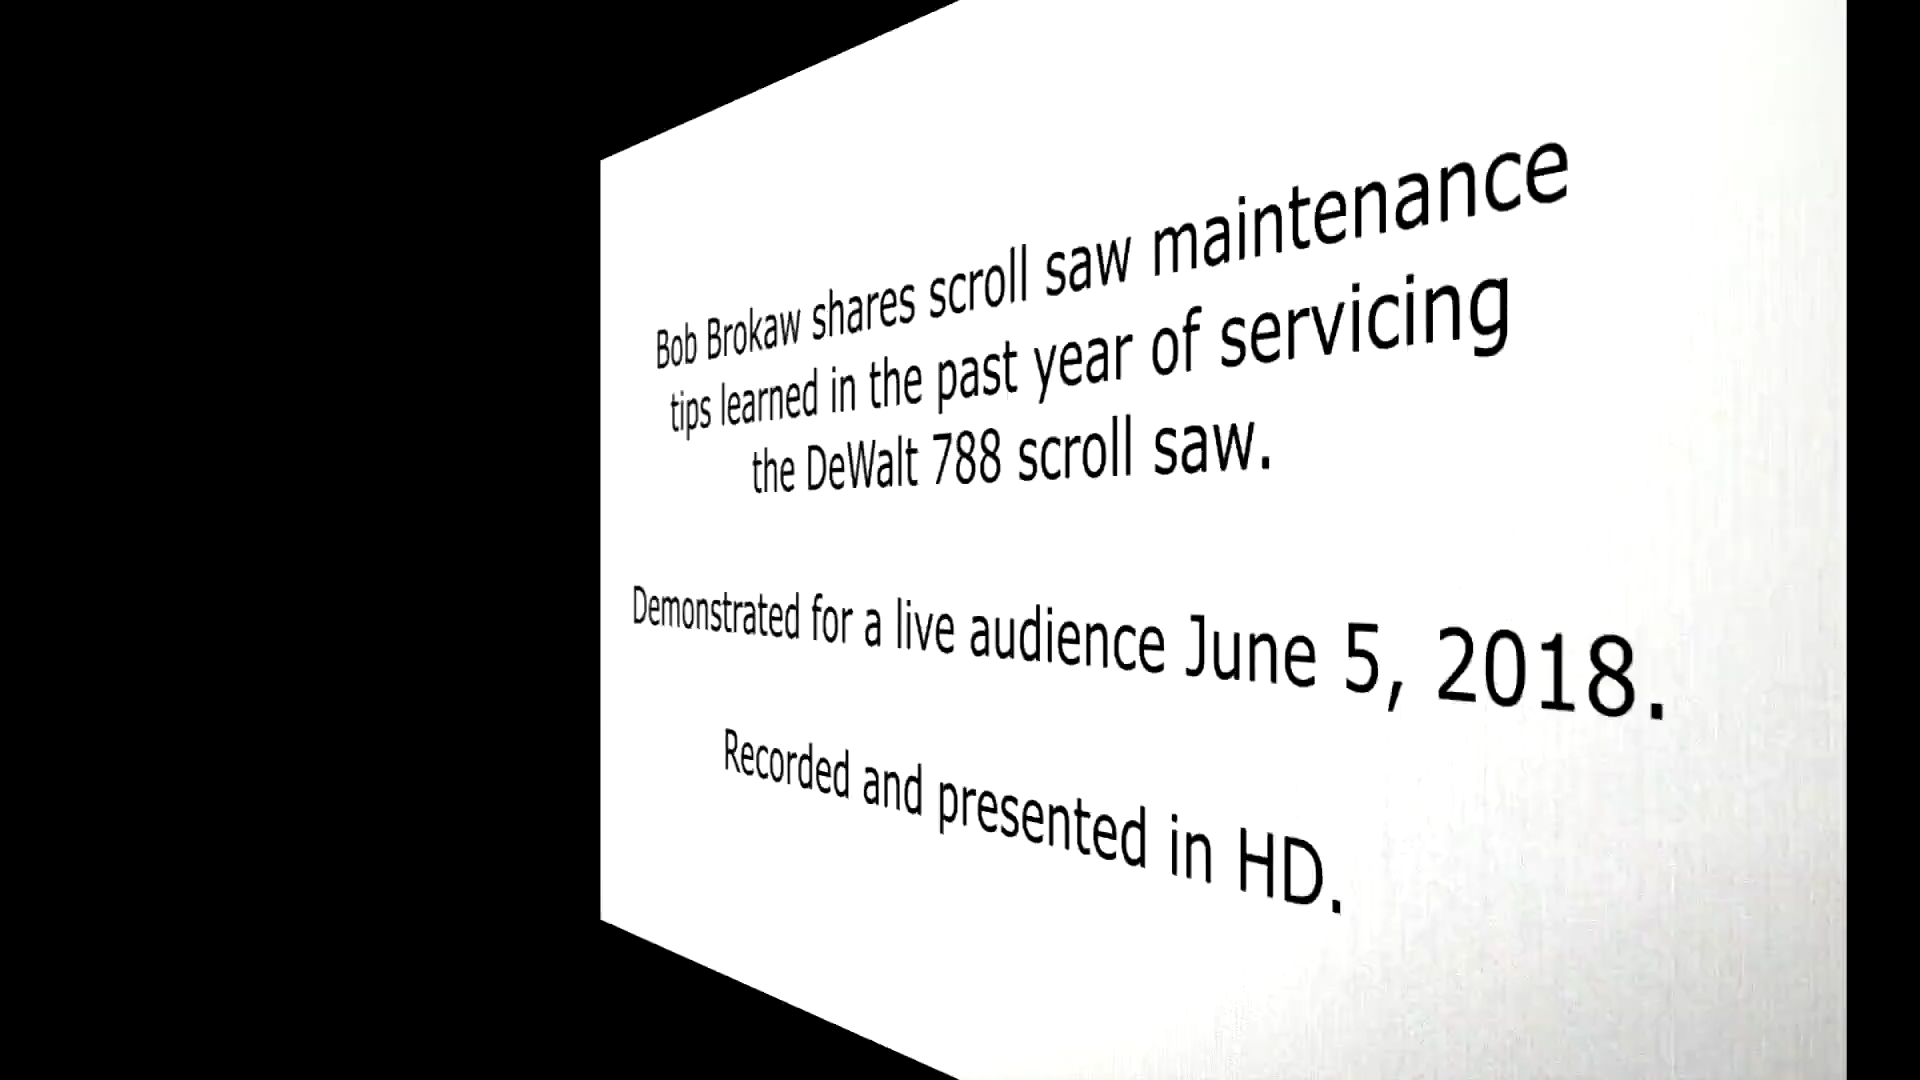 Bob Brokaw shares scroll saw maintenance
tips learned in the past year of servicing
the DeWalt 788 scroll saw.
Demonstrated for a live audience June 5, 2018.
Recorded and presented in HD.